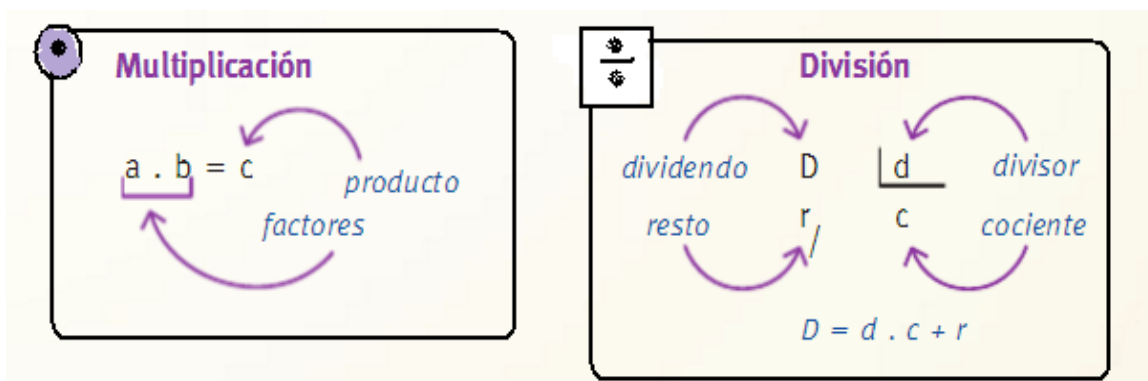 Multiplicación
a . b = c
producto
factores
División
dividendo D d divisor
resto r c cociente
D = d . c + r